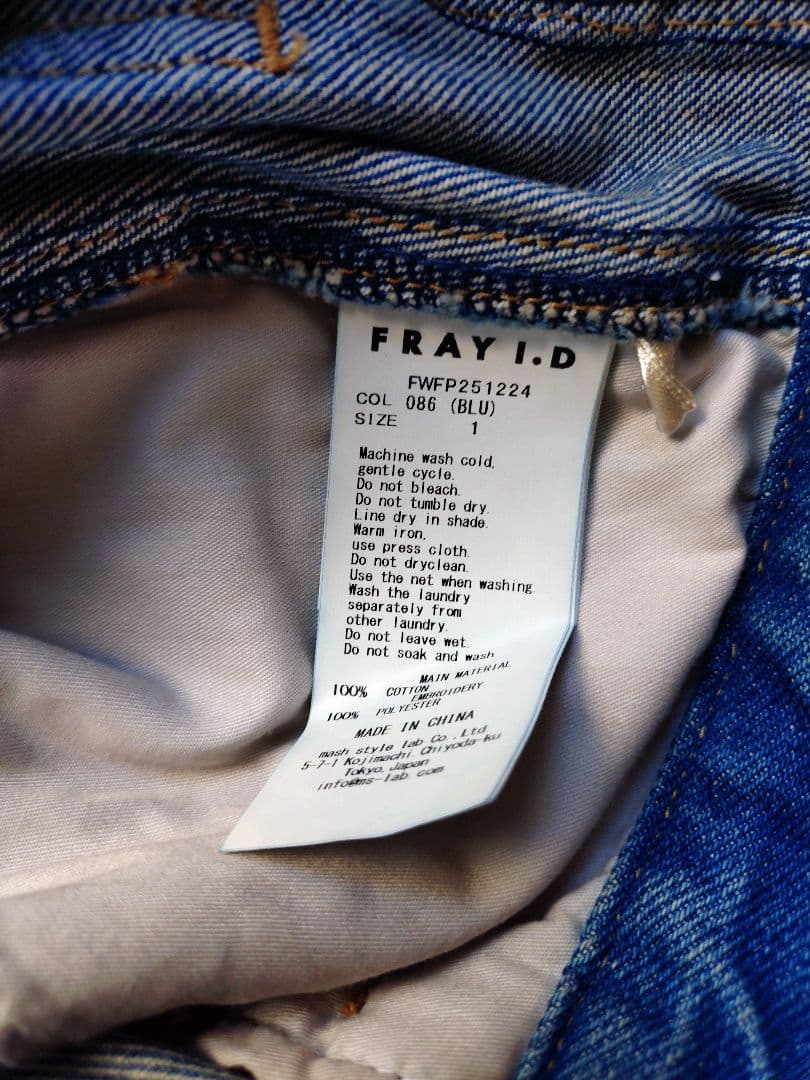 FRAY I.D
FWFP251224
COL 086 (BLU)
SIZE 1
Machine wash cold,
gentle cycle.
Do not bleach.
Do not tumble dry.
Line dry in shade.
Warm iron,
use press cloth.
Do not dryclean.
Use the net when washing.
Wash the laundry
separately from
other laundry.
Do not leave wet.
Do not soak and wash
MAIN MATERIAL
100% COTTON
EMBROIDERY
100% POLYESTER
MADE IN CHINA
mash style lab Co.,Ltd.
5-7-1 Kojimachi, Chiyoda-ku
Tokyo, Japan
info@ms-lab.com